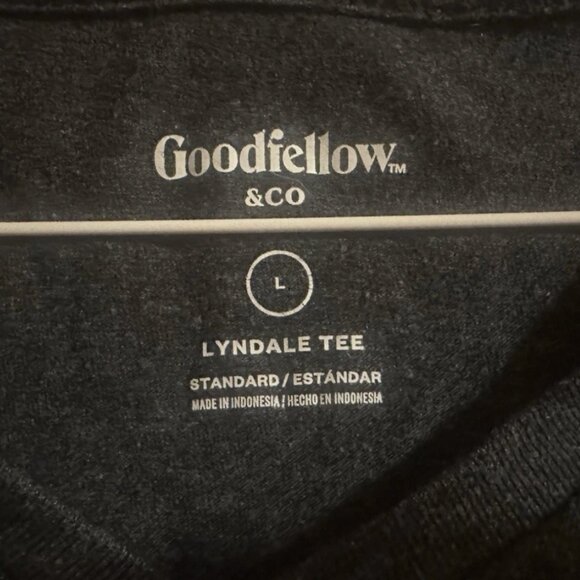 Goodfellow™
&CO
L
LYNDALE TEE
STANDARD / ESTÁNDAR
MADE IN INDONESIA / HECHO EN INDONESIA